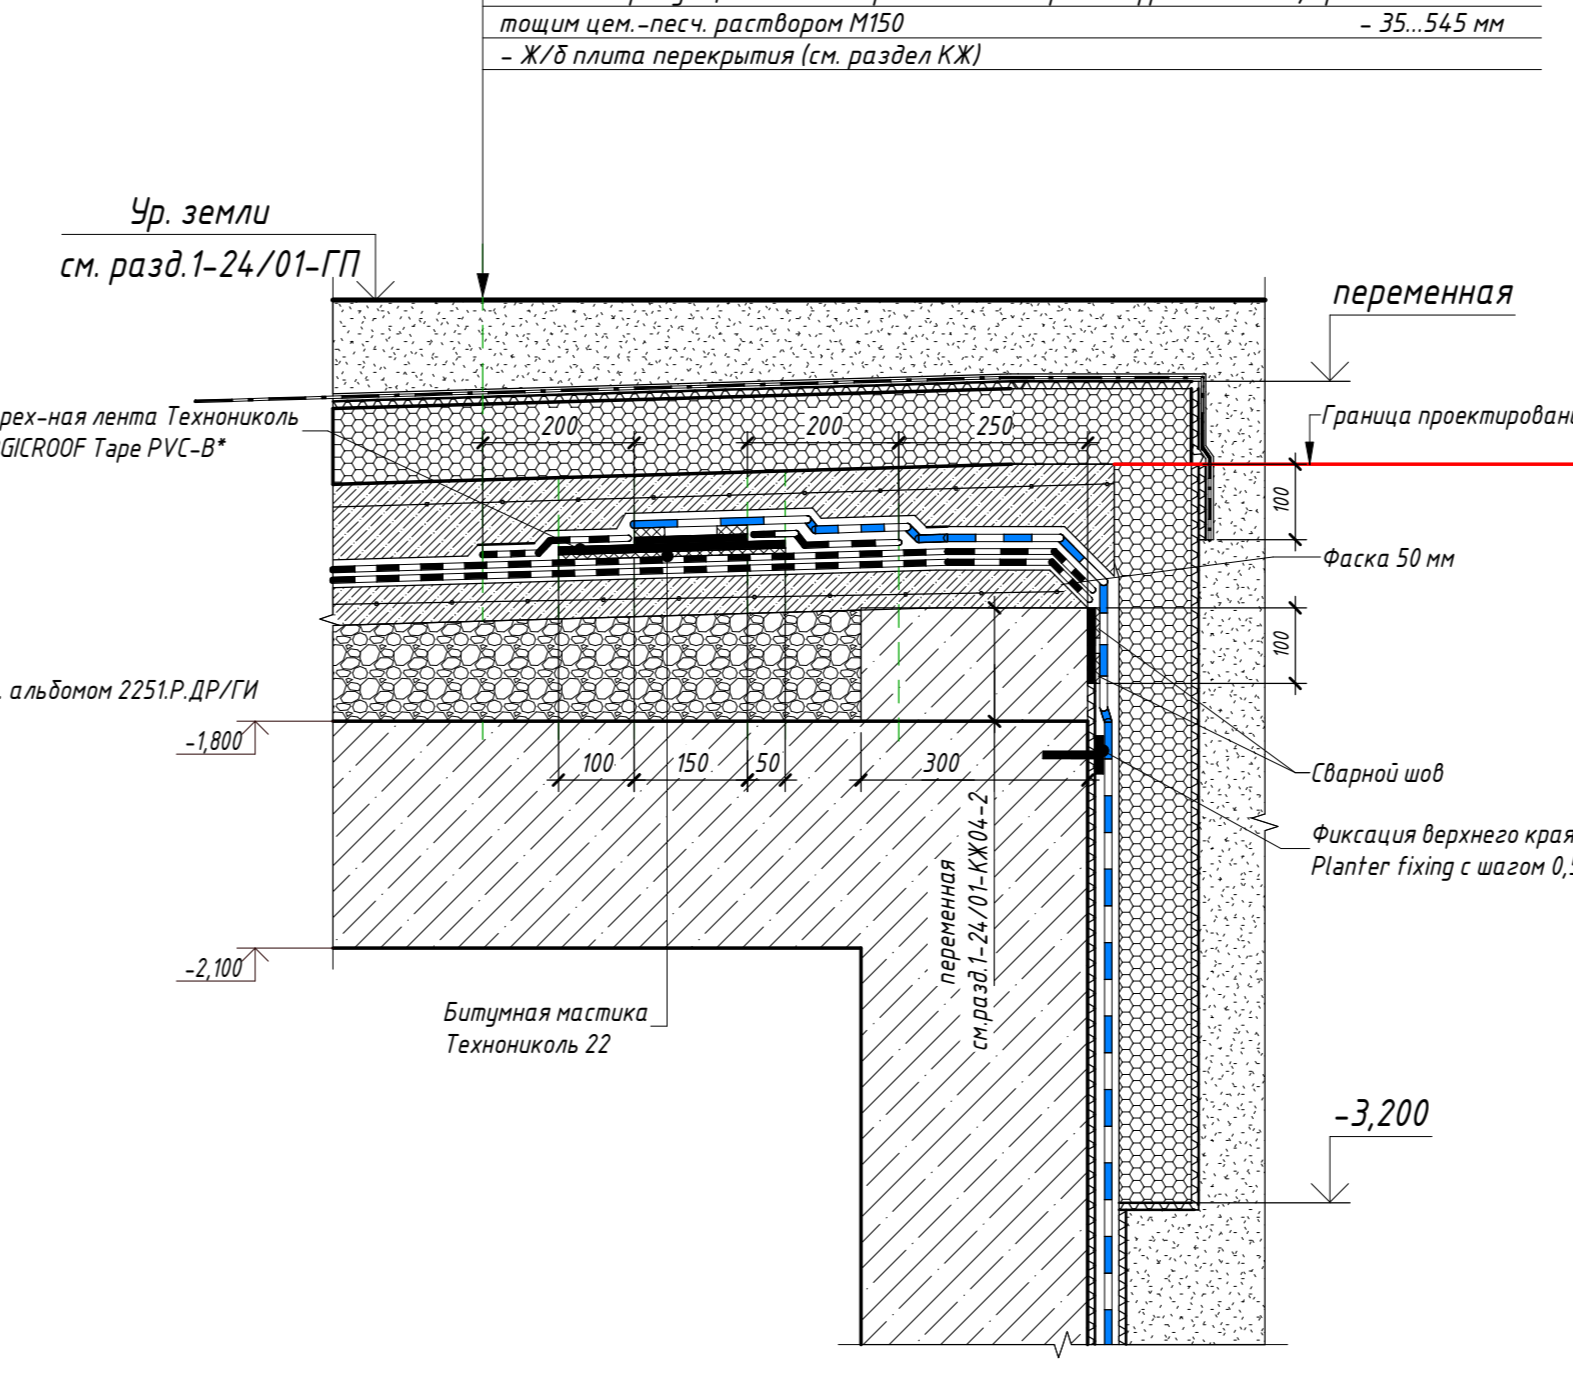 тощим цем.-песч. раствором М150 - 35...545 мм
- Ж/б плита перекрытия (см. раздел КЖ)
Ур. земли
см. разд.1-24/01-ГП
переменная
рех-ная лента Технониколь
GICROOF Tape PVC-B*
200
200
250
Граница проектировани
100
Фаска 50 мм
100
альбомом 2251.Р.ДР/ГИ
-1,800
100
150
50
300
Сварной шов
переменная
см.разд.1-24/01-КЖ04-2
Фиксация верхнего края
Planter fixing с шагом 0,5
-2,100
Битумная мастика
Технониколь 22
-3,200